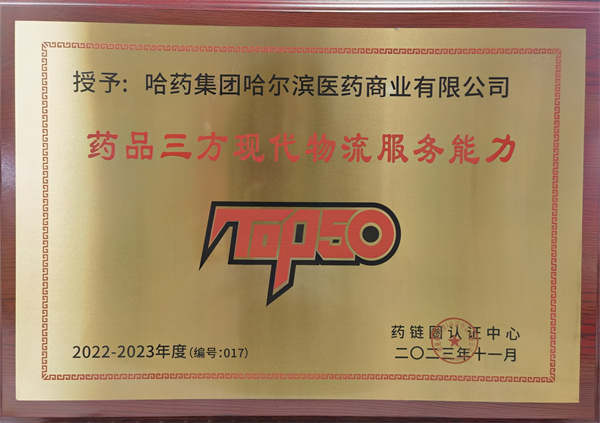 授予: 哈药集团哈尔滨医药商业有限公司
药品三方现代物流服务能力
TOP50
药链圈认证中心
2022-2023年度(编号:017)
二〇二三年十一月